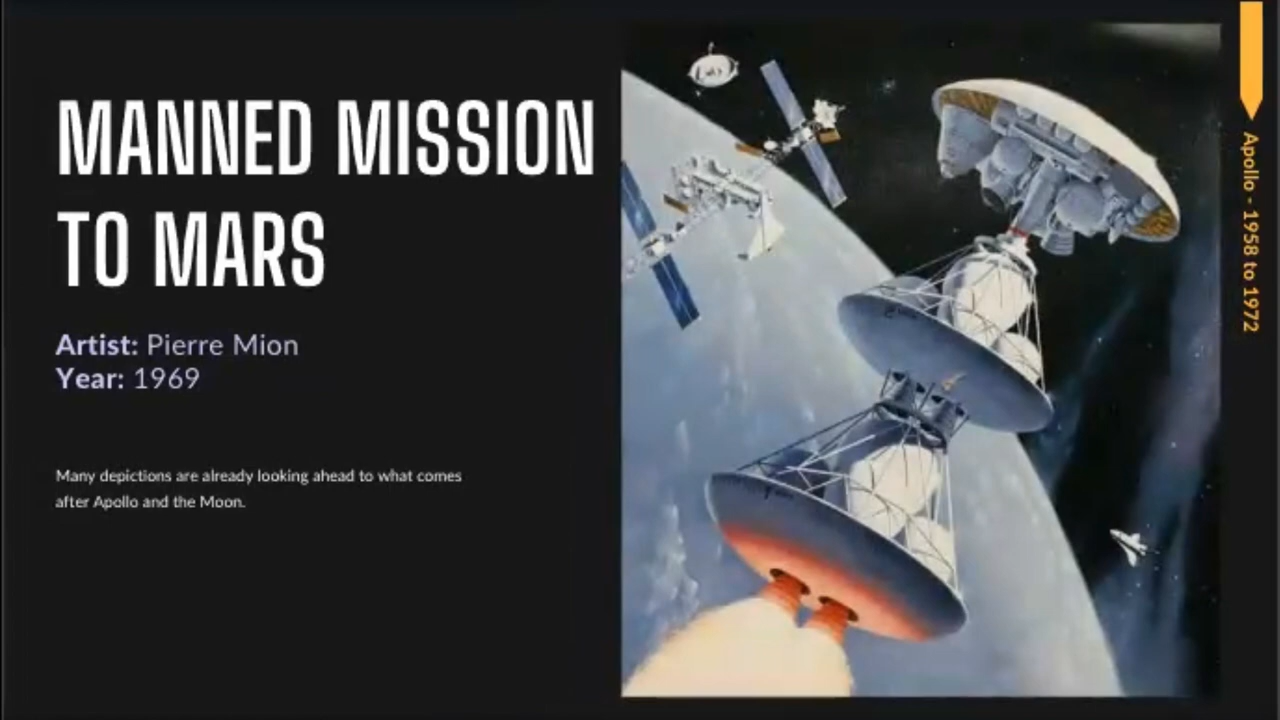 MANNED MISSION
TO MARS
Artist: Pierre Mion
Year: 1969
Many depictions are already looking ahead to what comes
after Apollo and the Moon.
Apollo - 1958 to 1972